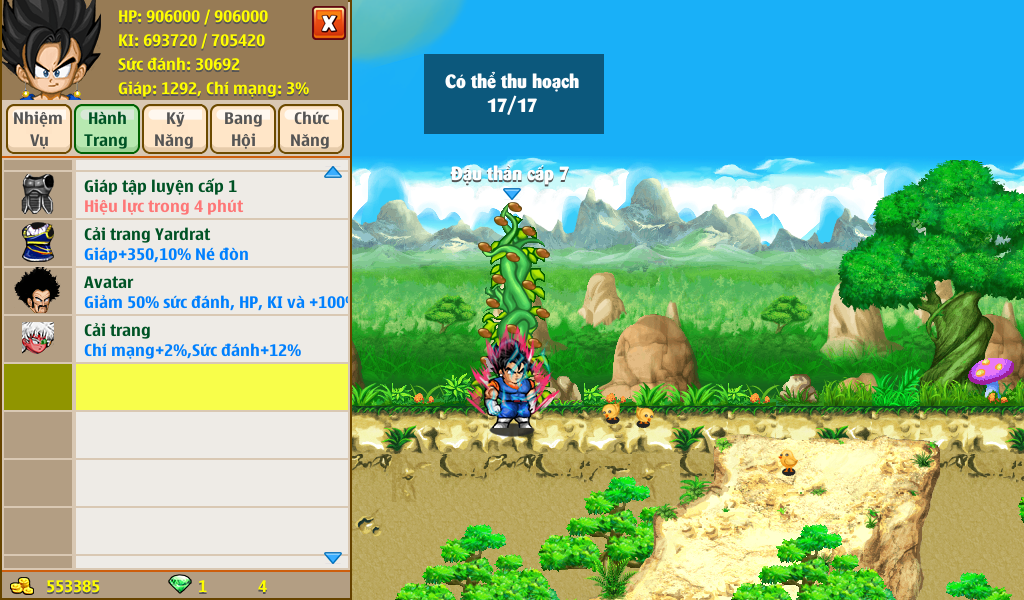 HP: 906000 / 906000
KI: 693720 / 705420
Sức đánh: 30692
Giáp: 1292, Chí mạng: 3%
X
Nhiệm Vụ
Hành Trang
Kỹ Năng
Bang Hội
Chức Năng
Giáp tập luyện cấp 1
Hiệu lực trong 4 phút
Cải trang Yardrat
Giáp+350,10% Né đòn
Avatar
Giảm 50% sức đánh, HP, KI và +100%
Cải trang
Chí mạng+2%,Sức đánh+12%
553385
1
4
Có thể thu hoạch
17/17
Đậu thần cấp 7